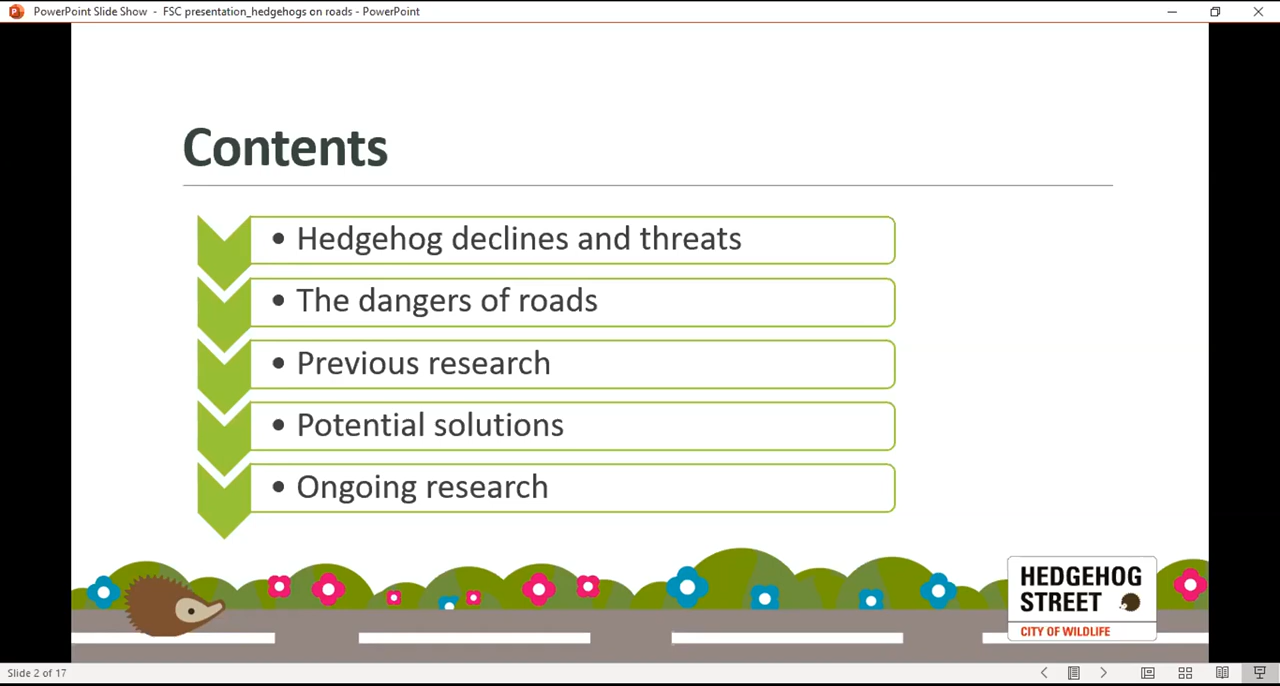 PowerPoint Slide Show - FSC presentation_hedgehogs on roads - PowerPoint
Contents
• Hedgehog declines and threats
• The dangers of roads
• Previous research
• Potential solutions
• Ongoing research
HEDGEHOG
STREET
CITY OF WILDLIFE
Slide 2 of 17